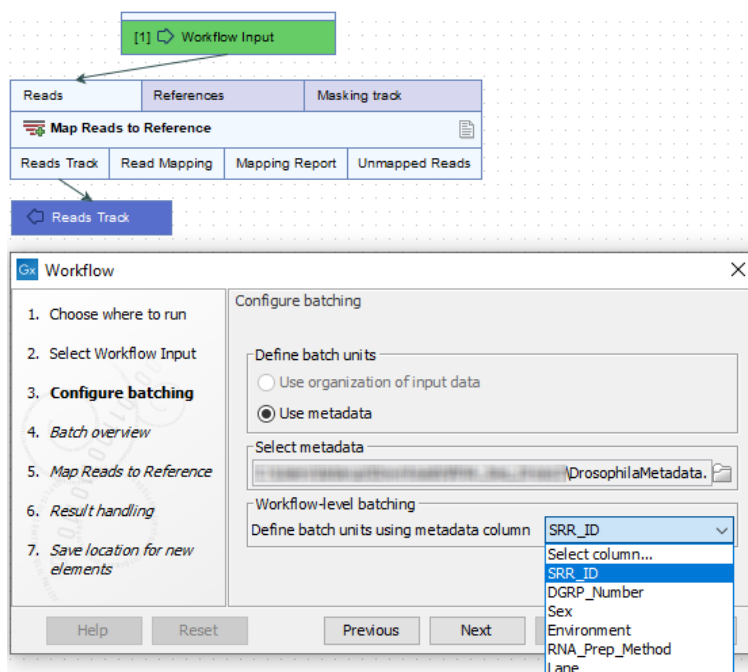 [1] Workflow Input
Reads References Masking track
Map Reads to Reference
Reads Track Read Mapping Mapping Report Unmapped Reads
Reads Track
Gx Workflow
1. Choose where to run
2. Select Workflow Input
3. Configure batching
4. Batch overview
5. Map Reads to Reference
6. Result handling
7. Save location for new
elements
Configure batching
Define batch units
Use organization of input data
Use metadata
Select metadata
\DrosophilaMetadata.
Workflow-level batching
Define batch units using metadata column SRR_ID
Select column...
SRR_ID
DGRP_Number
Sex
Environment
RNA_Prep_Method
Lane
Help Reset Previous Next